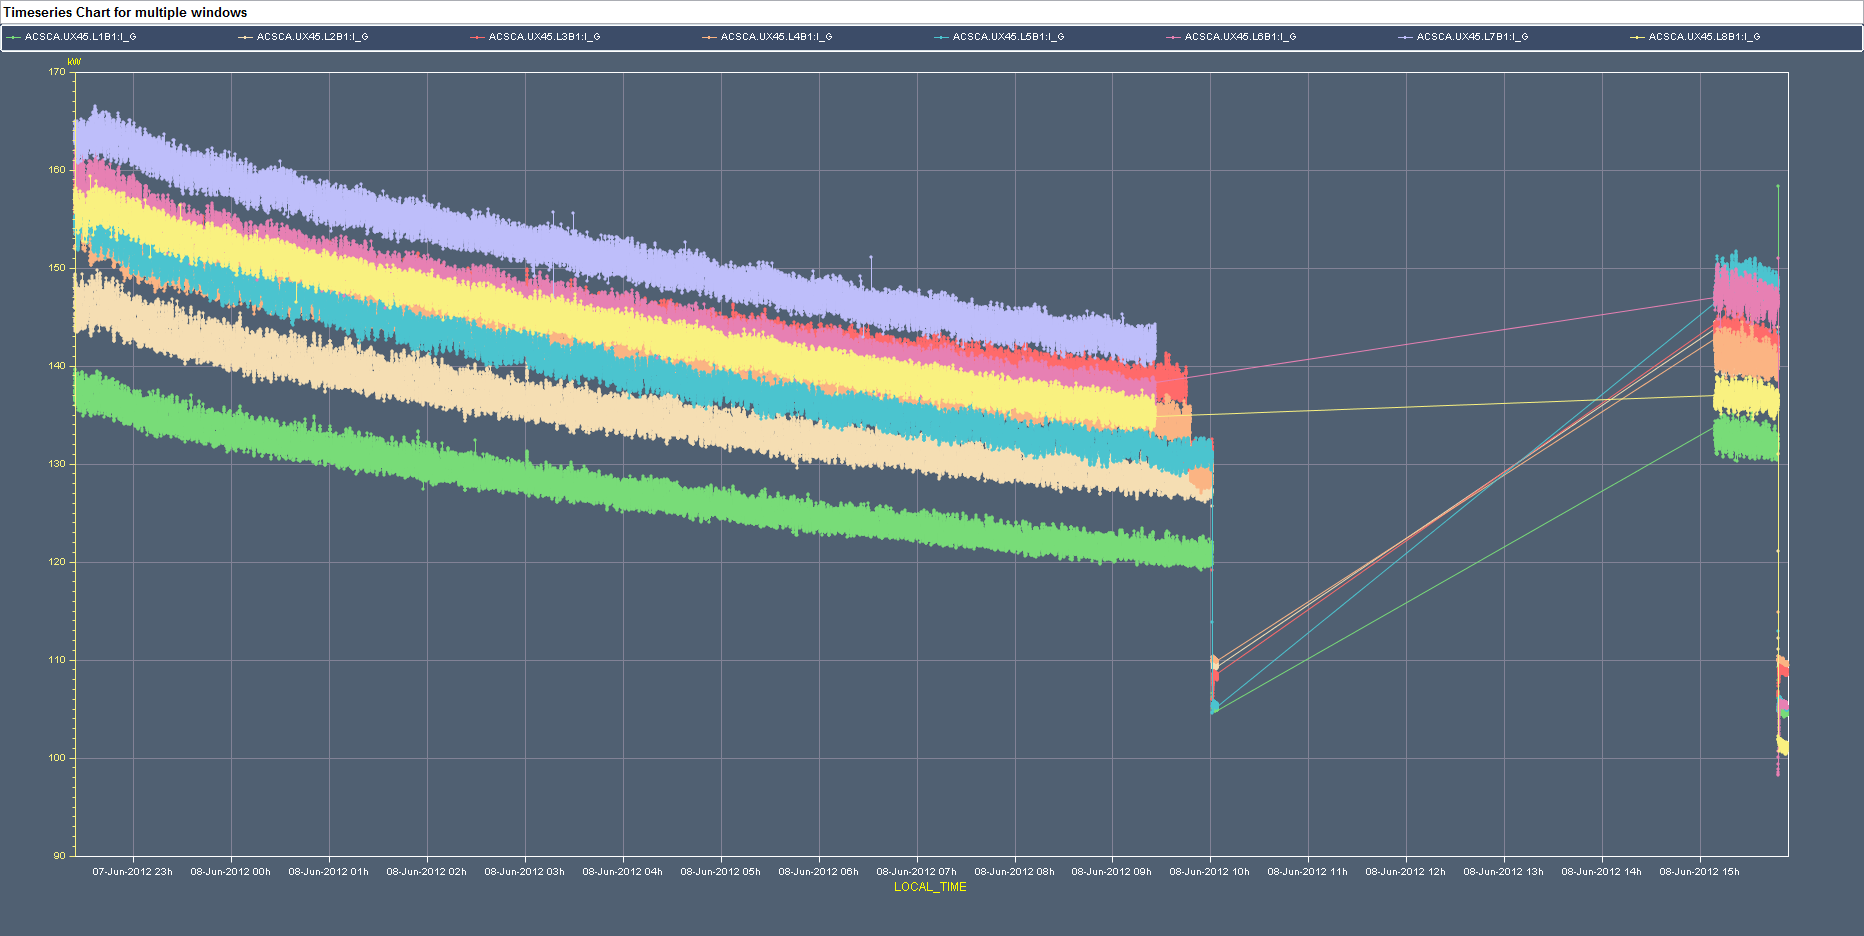 Timeseries Chart for multiple windows
ACSCA.UX45.L1B1:I_G ACSCA.UX45.L2B1:I_G ACSCA.UX45.L3B1:I_G ACSCA.UX45.L4B1:I_G ACSCA.UX45.L5B1:I_G ACSCA.UX45.L6B1:I_G ACSCA.UX45.L7B1:I_G ACSCA.UX45.L8B1:I_G
kW
170
160
150
140
130
120
110
100
90
07-Jun-2012 23h 08-Jun-2012 00h 08-Jun-2012 01h 08-Jun-2012 02h 08-Jun-2012 03h 08-Jun-2012 04h 08-Jun-2012 05h 08-Jun-2012 06h 08-Jun-2012 07h 08-Jun-2012 08h 08-Jun-2012 09h 08-Jun-2012 10h 08-Jun-2012 11h 08-Jun-2012 12h 08-Jun-2012 13h 08-Jun-2012 14h 08-Jun-2012 15h
LOCAL_TIME